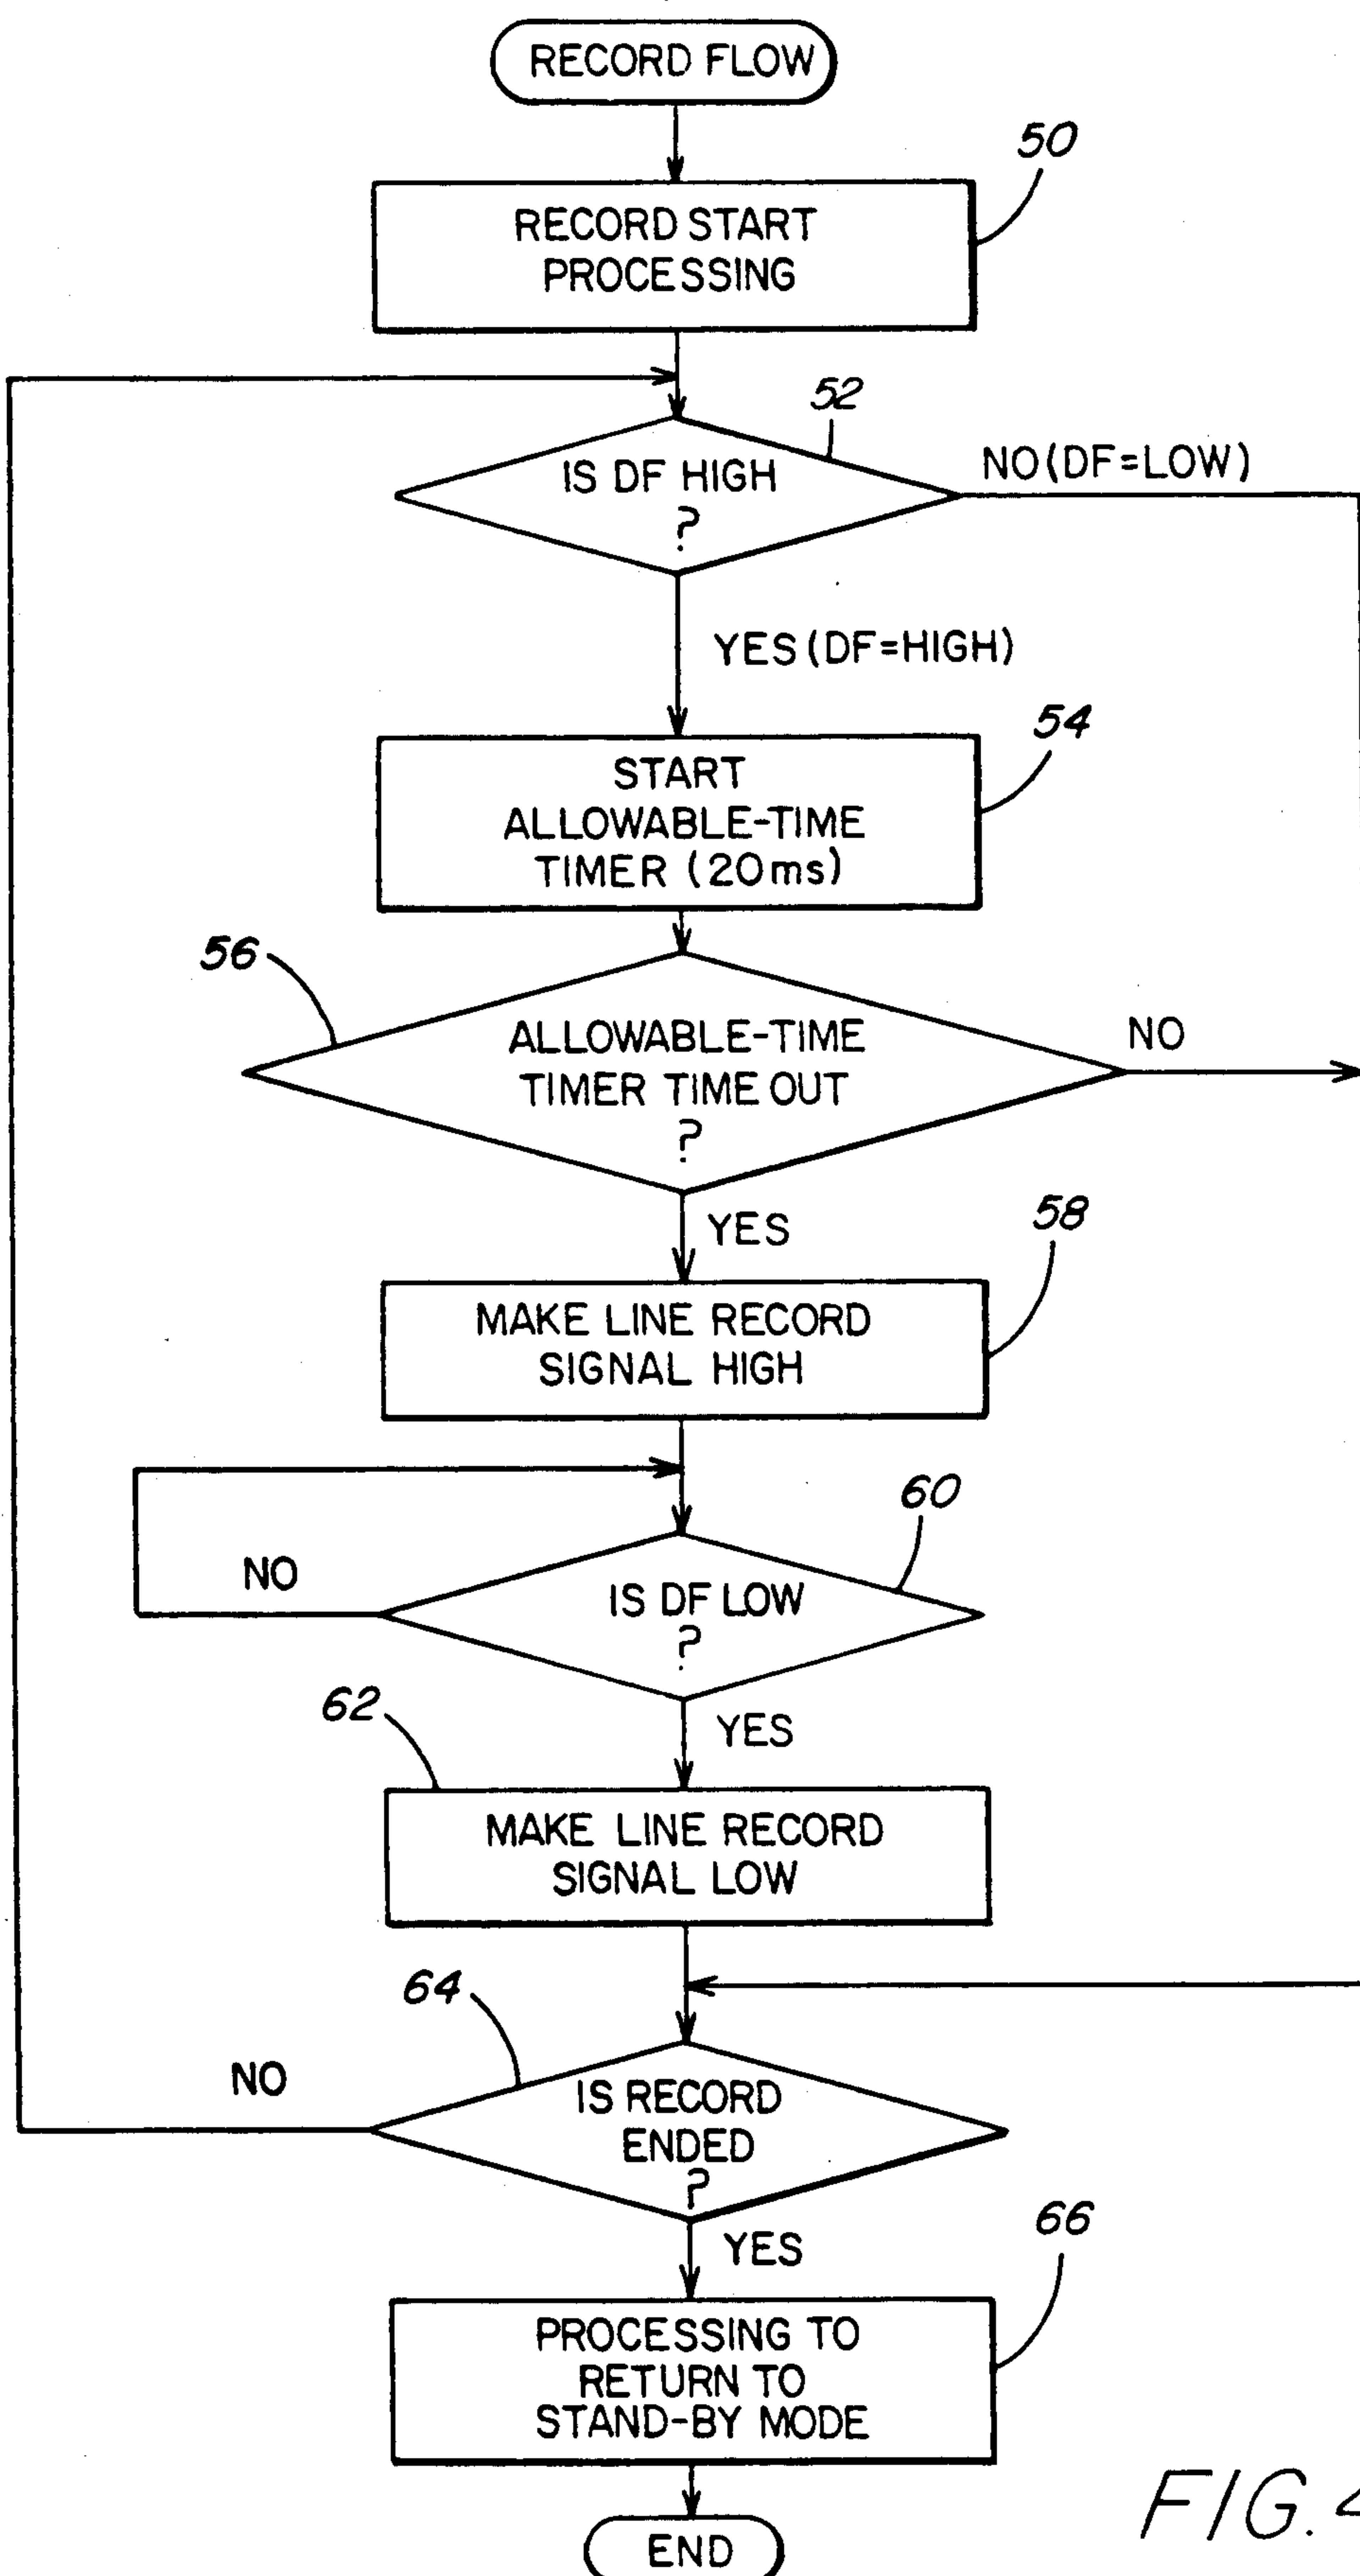 RECORD FLOW
50
RECORD START
PROCESSING
52
IS DF HIGH
?
NO (DF=LOW)
YES (DF=HIGH)
54
START
ALLOWABLE-TIME
TIMER (20ms)
56
ALLOWABLE-TIME
TIMER TIME OUT
?
NO
YES
58
MAKE LINE RECORD
SIGNAL HIGH
60
NO
IS DF LOW
?
YES
62
MAKE LINE RECORD
SIGNAL LOW
64
NO
IS RECORD
ENDED
?
YES
66
PROCESSING TO
RETURN TO
STAND-BY MODE
FIG. 4
END